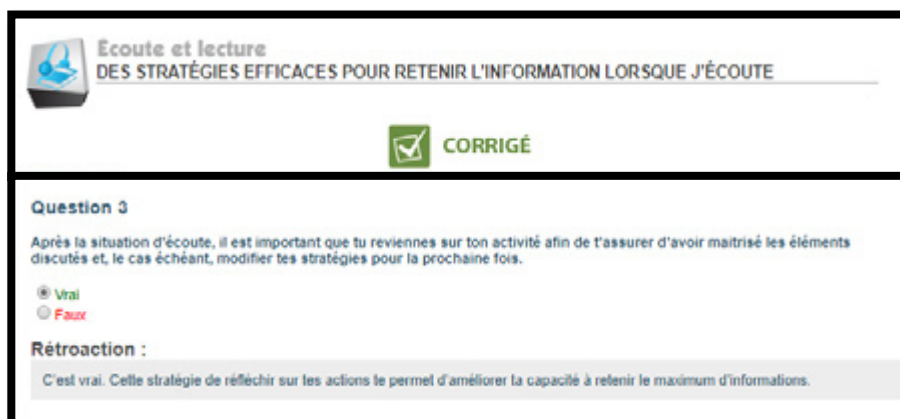 Écoute et lecture
DES STRATÉGIES EFFICACES POUR RETENIR L'INFORMATION LORSQUE J'ÉCOUTE
CORRIGÉ
Question 3
Après la situation d'écoute, il est important que tu reviennes sur ton activité afin de t'assurer d'avoir maitrisé les éléments
discutés et, le cas échéant, modifier tes stratégies pour la prochaine fois.
Vrai
Faux
Rétroaction :
C'est vrai. Cette stratégie de réfléchir sur tes actions te permet d'améliorer ta capacité à retenir le maximum d'informations.